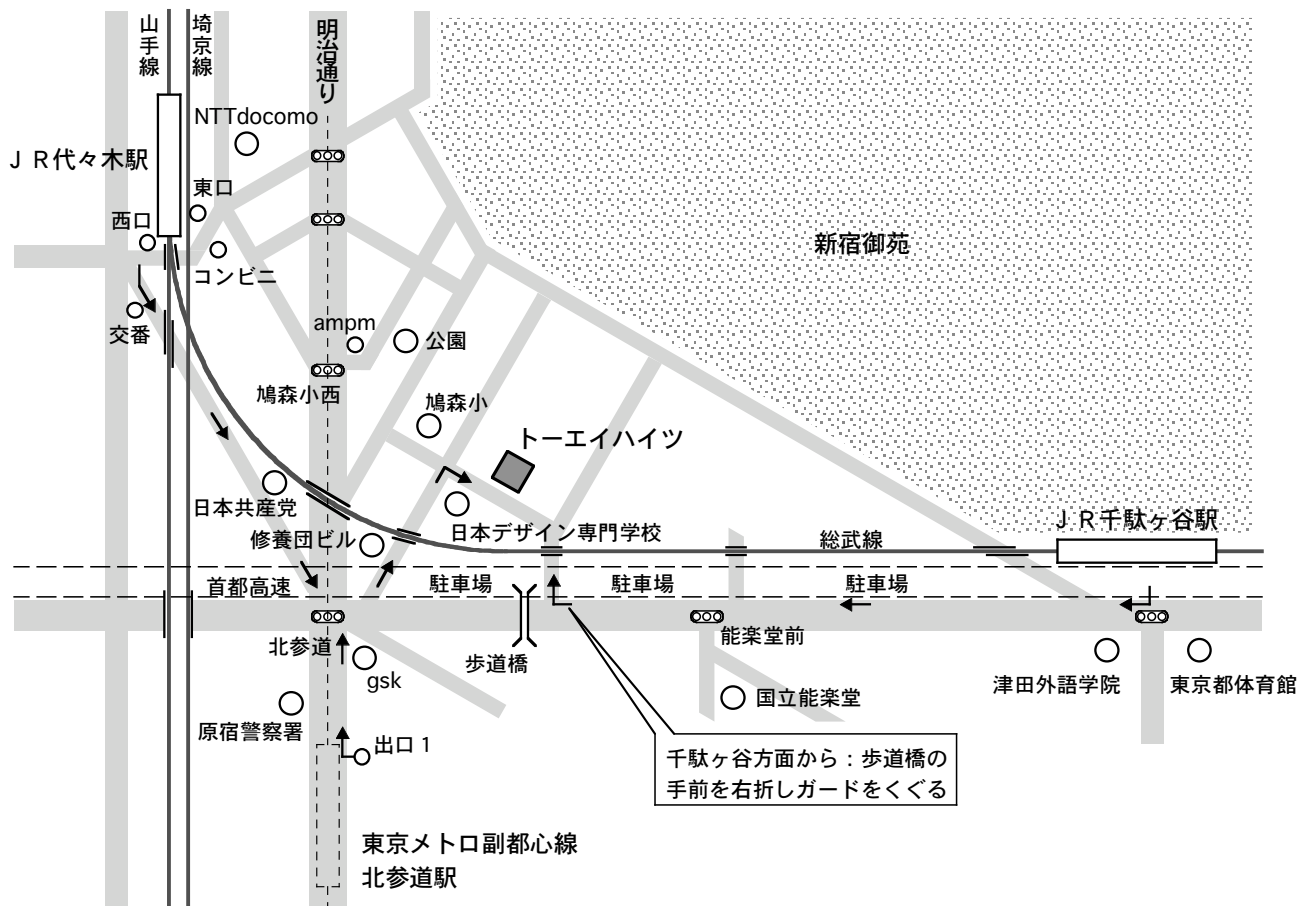 山手線
埼京線
明治通り
NTTdocomo
ＪＲ代々木駅
東口
西口
コンビニ
新宿御苑
交番
ampm
公園
鳩森小西
鳩森小
トーエイハイツ
日本共産党
日本デザイン専門学校
ＪＲ千駄ヶ谷駅
修養団ビル
総武線
首都高速
駐車場
駐車場
駐車場
北参道
gsk
歩道橋
能楽堂前
津田外語学院
東京都体育館
原宿警察署
国立能楽堂
出口１
千駄ヶ谷方面から：歩道橋の
手前を右折しガードをくぐる
東京メトロ副都心線
北参道駅